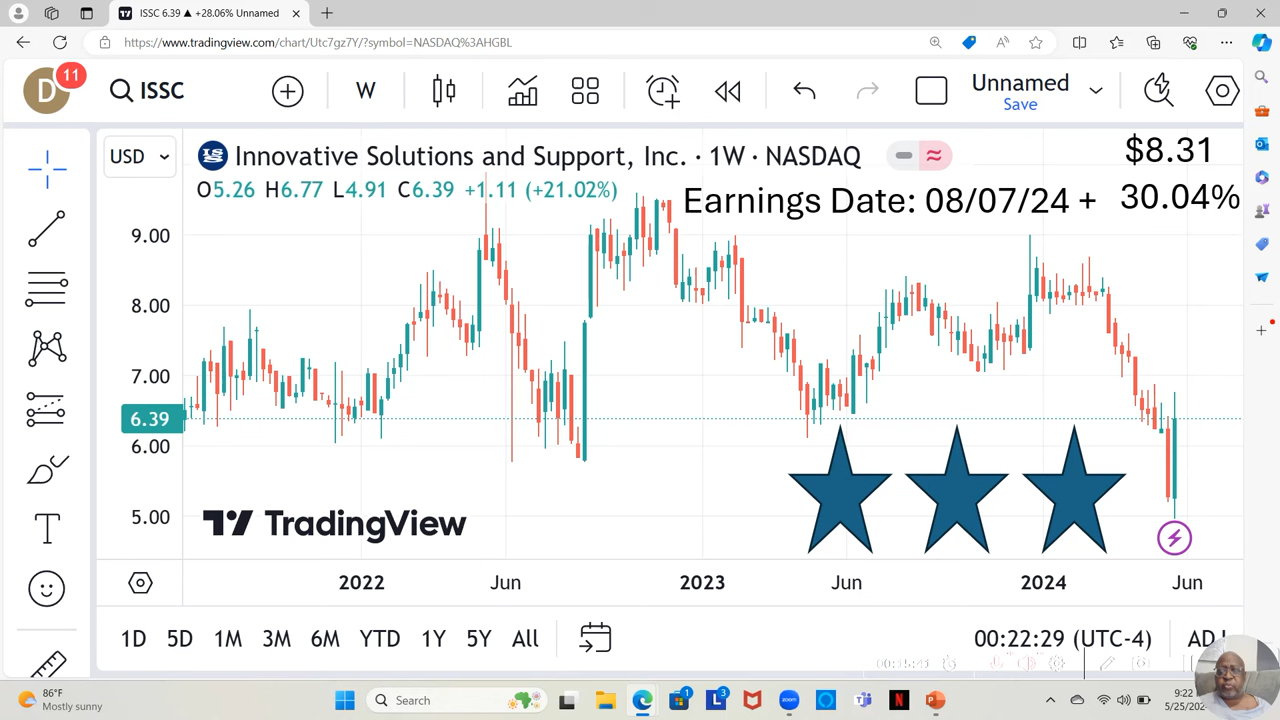 ISSC 6.39 ▲ +28.06% Unnamed
https://www.tradingview.com/chart/Utc7gz7Y/?symbol=NASDAQ%3AHGBL
D
11
ISSC
W
Unnamed
Save
USD
Innovative Solutions and Support, Inc. · 1W · NASDAQ
$8.31
O5.26 H6.77 L4.91 C6.39 +1.11 (+21.02%)
Earnings Date: 08/07/24 + 30.04%
9.00
8.00
7.00
6.39
6.00
5.00
TradingView
2022 Jun 2023 Jun 2024 Jun
1D 5D 1M 3M 6M YTD 1Y 5Y All
00:22:29 (UTC-4)
ADJ
86°F
Mostly sunny
Search
1
3
zoom
N
9:22